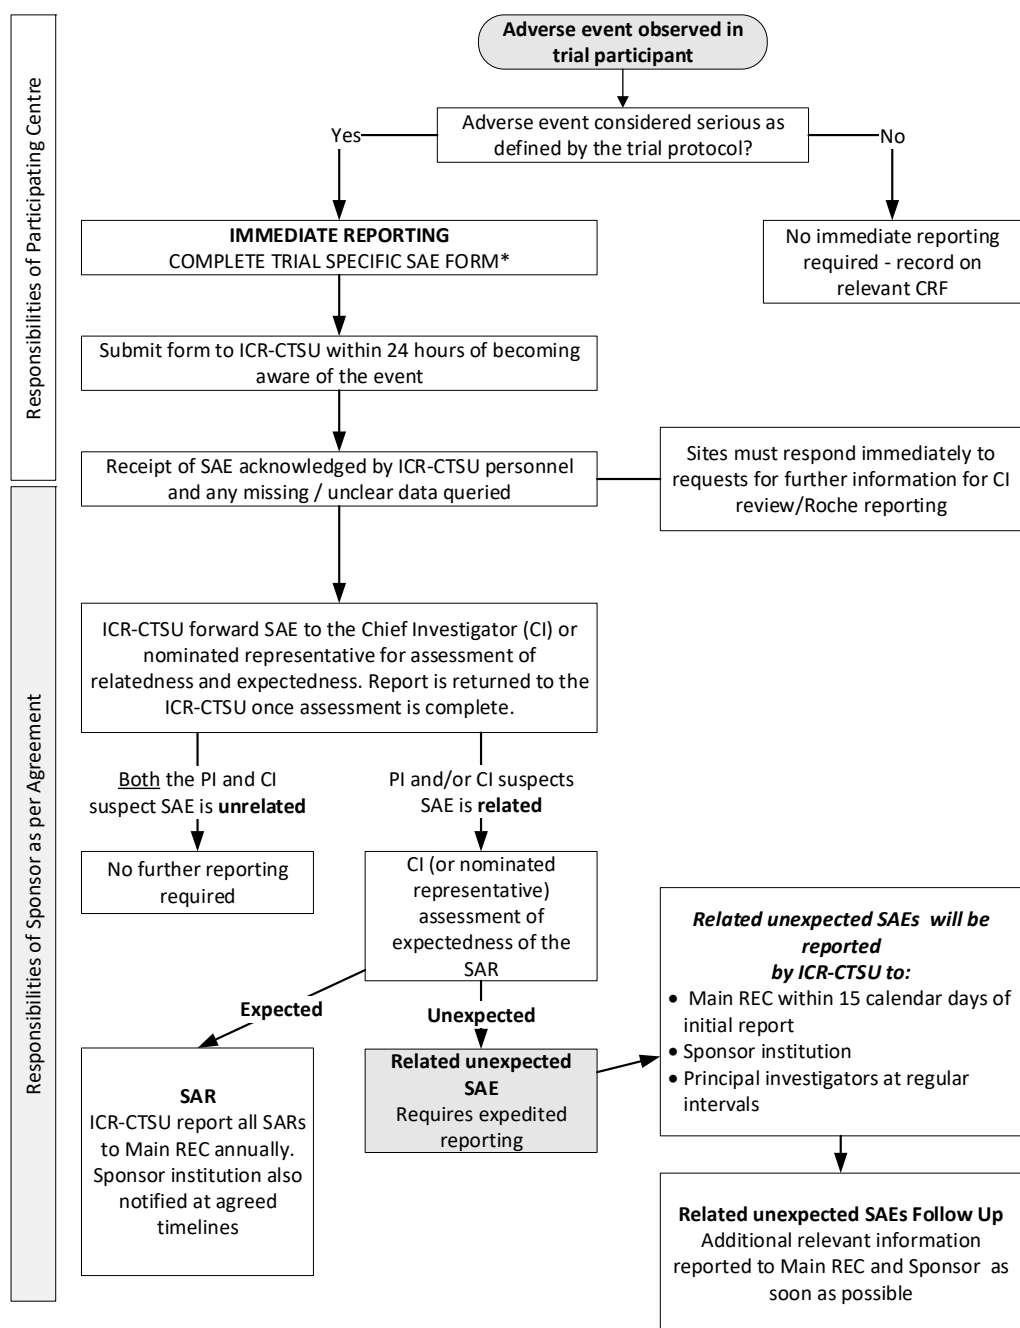 Adverse event observed in
trial participant
Responsibilities of Participating Centre
Adverse event considered serious as
defined by the trial protocol?
Yes
No
IMMEDIATE REPORTING
COMPLETE TRIAL SPECIFIC SAE FORM*
No immediate reporting
required - record on
relevant CRF
Submit form to ICR-CTSU within 24 hours of becoming
aware of the event
Receipt of SAE acknowledged by ICR-CTSU personnel
and any missing / unclear data queried
Sites must respond immediately to
requests for further information for CI
review/Roche reporting
Responsibilities of Sponsor as per Agreement
ICR-CTSU forward SAE to the Chief Investigator (CI) or
nominated representative for assessment of
relatedness and expectedness. Report is returned to the
ICR-CTSU once assessment is complete.
Both the PI and CI
suspect SAE is unrelated
PI and/or CI suspects
SAE is related
No further reporting
required
CI (or nominated
representative)
assessment of
expectedness of the
SAR
Expected
Unexpected
SAR
ICR-CTSU report all SARs
to Main REC annually.
Sponsor institution also
notified at agreed
timelines
Related unexpected
SAE
Requires expedited
reporting
Related unexpected SAEs will be
reported
by ICR-CTSU to:
• Main REC within 15 calendar days of
initial report
• Sponsor institution
• Principal investigators at regular
intervals
Related unexpected SAEs Follow Up
Additional relevant information
reported to Main REC and Sponsor as
soon as possible